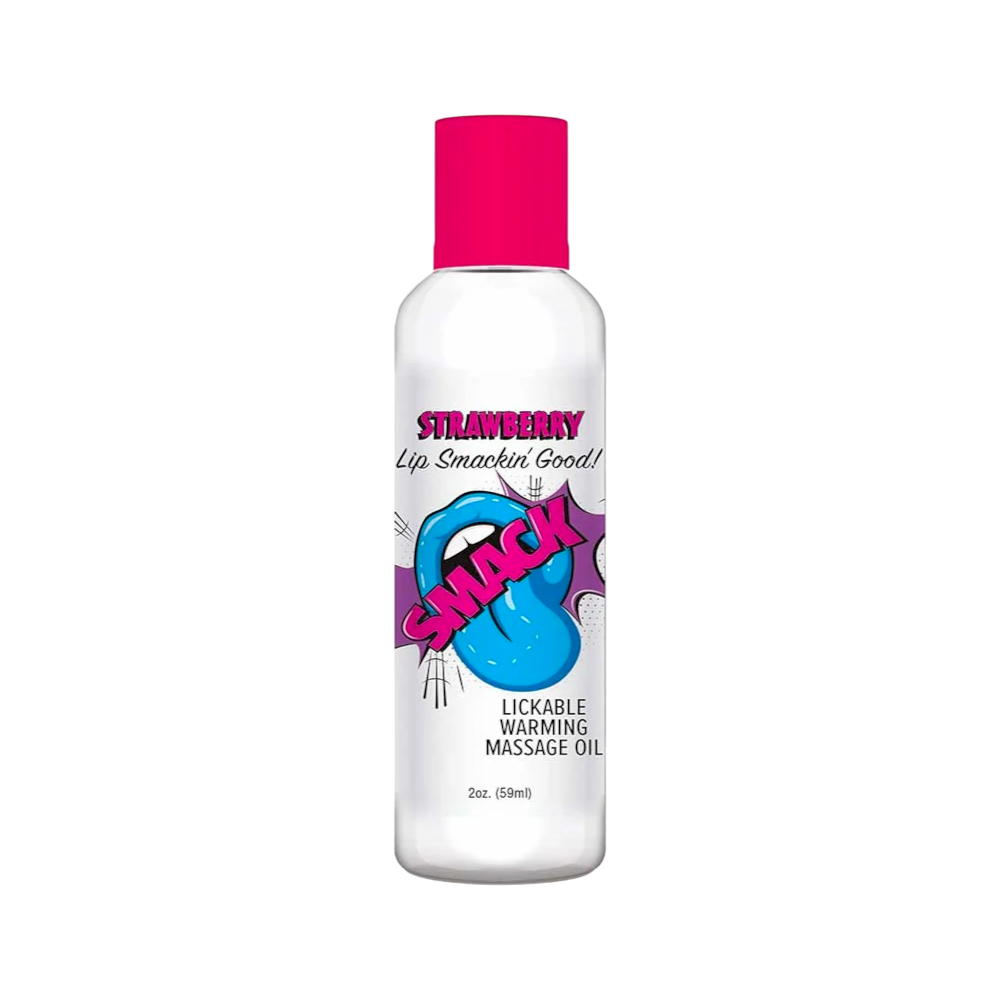 STRAWBERRY
Lip Smackin' Good!
SMACK
LICKABLE
WARMING
MASSAGE OIL
2oz. (59ml)